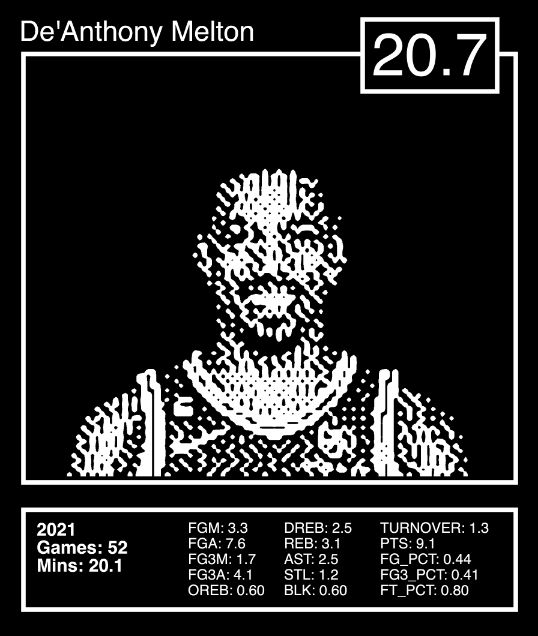 De'Anthony Melton
20.7
2021
Games: 52
Mins: 20.1
FGM: 3.3
FGA: 7.6
FG3M: 1.7
FG3A: 4.1
OREB: 0.60
DREB: 2.5
REB: 3.1
AST: 2.5
STL: 1.2
BLK: 0.60
TURNOVER: 1.3
PTS: 9.1
FG_PCT: 0.44
FG3_PCT: 0.41
FT_PCT: 0.80